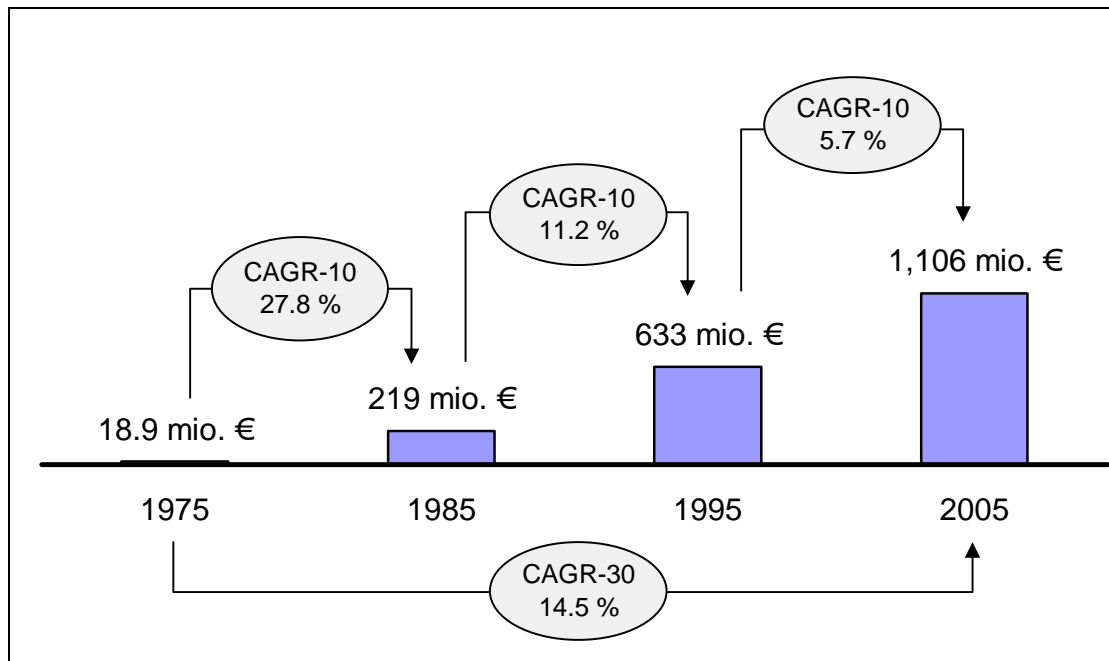 CAGR-10
5.7 %
CAGR-10
11.2 %
CAGR-10
27.8 %
1,106 mio. €
633 mio. €
219 mio. €
18.9 mio. €
1975
1985
1995
2005
CAGR-30
14.5 %